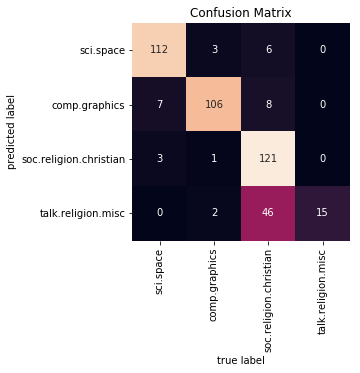 Confusion Matrix
predicted label
sci.space
112 3 6 0
comp.graphics
7 106 8 0
soc.religion.christian
3 1 121 0
talk.religion.misc
0 2 46 15
sci.space
comp.graphics
soc.religion.christian
talk.religion.misc
true label